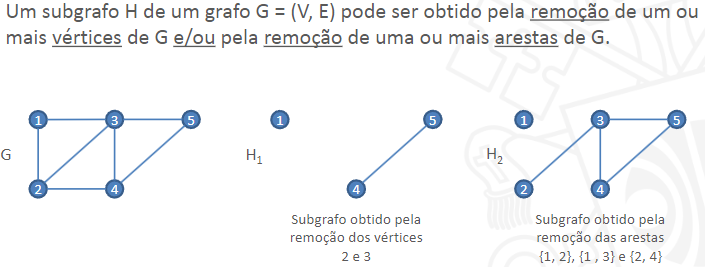 Um subgrafo H de um grafo G = (V, E) pode ser obtido pela remoção de um ou
mais vértices de G e/ou pela remoção de uma ou mais arestas de G.
1 3 5
G
2 4
1 5
H₁
4
Subgrafo obtido pela
remoção dos vértices
2 e 3
1 3 5
H₂
2 4
Subgrafo obtido pela
remoção das arestas
{1, 2}, {1 , 3} e {2, 4}